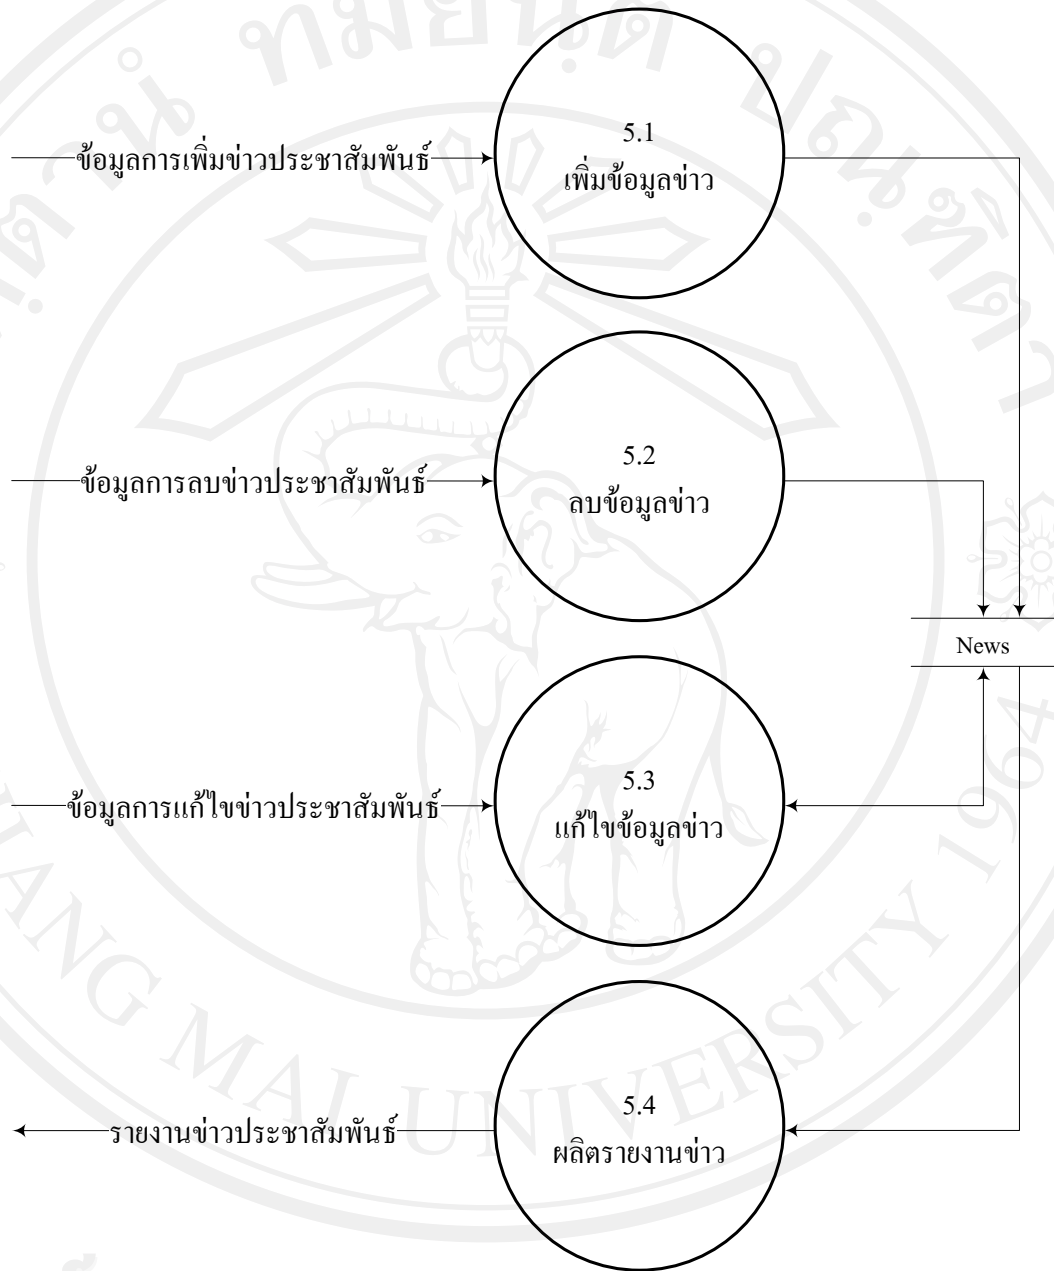 5.1
ข้อมูลการเพิ่มข่าวประชาสัมพันธ์
เพิ่มข้อมูลข่าว
5.2
ข้อมูลการลบข่าวประชาสัมพันธ์
ลบข้อมูลข่าว
News
5.3
ข้อมูลการแก้ไขข่าวประชาสัมพันธ์
แก้ไขข้อมูลข่าว
5.4
รายงานข่าวประชาสัมพันธ์
ผลิตรายงานข่าว
ANG MAI UNIVERSITY 1964